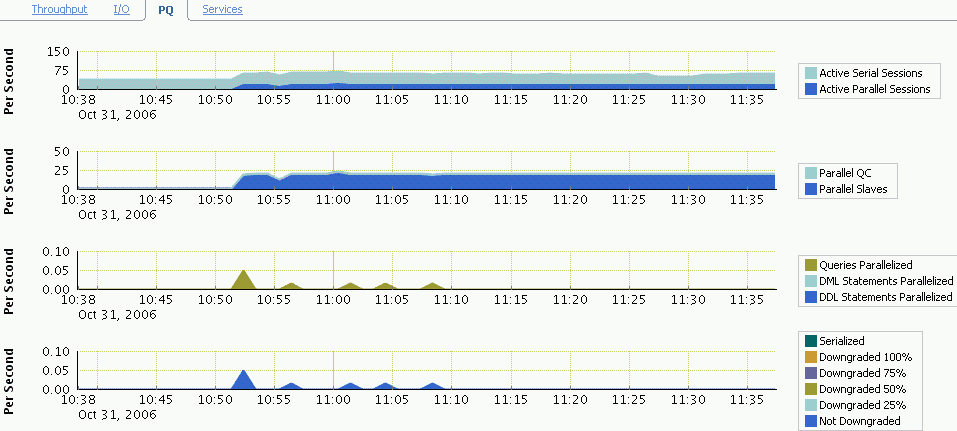 Throughput I/O PQ Services
Per Second
150
75
0
10:38 10:45 10:50 10:55 11:00 11:05 11:10 11:15 11:20 11:25 11:30 11:35
Oct 31, 2006
Active Serial Sessions
Active Parallel Sessions
Per Second
50
25
0
10:38 10:45 10:50 10:55 11:00 11:05 11:10 11:15 11:20 11:25 11:30 11:35
Oct 31, 2006
Parallel QC
Parallel Slaves
Per Second
0.10
0.05
0.00
10:38 10:45 10:50 10:55 11:00 11:05 11:10 11:15 11:20 11:25 11:30 11:35
Oct 31, 2006
Queries Parallelized
DML Statements Parallelized
DDL Statements Parallelized
Per Second
0.10
0.05
0.00
10:38 10:45 10:50 10:55 11:00 11:05 11:10 11:15 11:20 11:25 11:30 11:35
Oct 31, 2006
Serialized
Downgraded 100%
Downgraded 75%
Downgraded 50%
Downgraded 25%
Not Downgraded